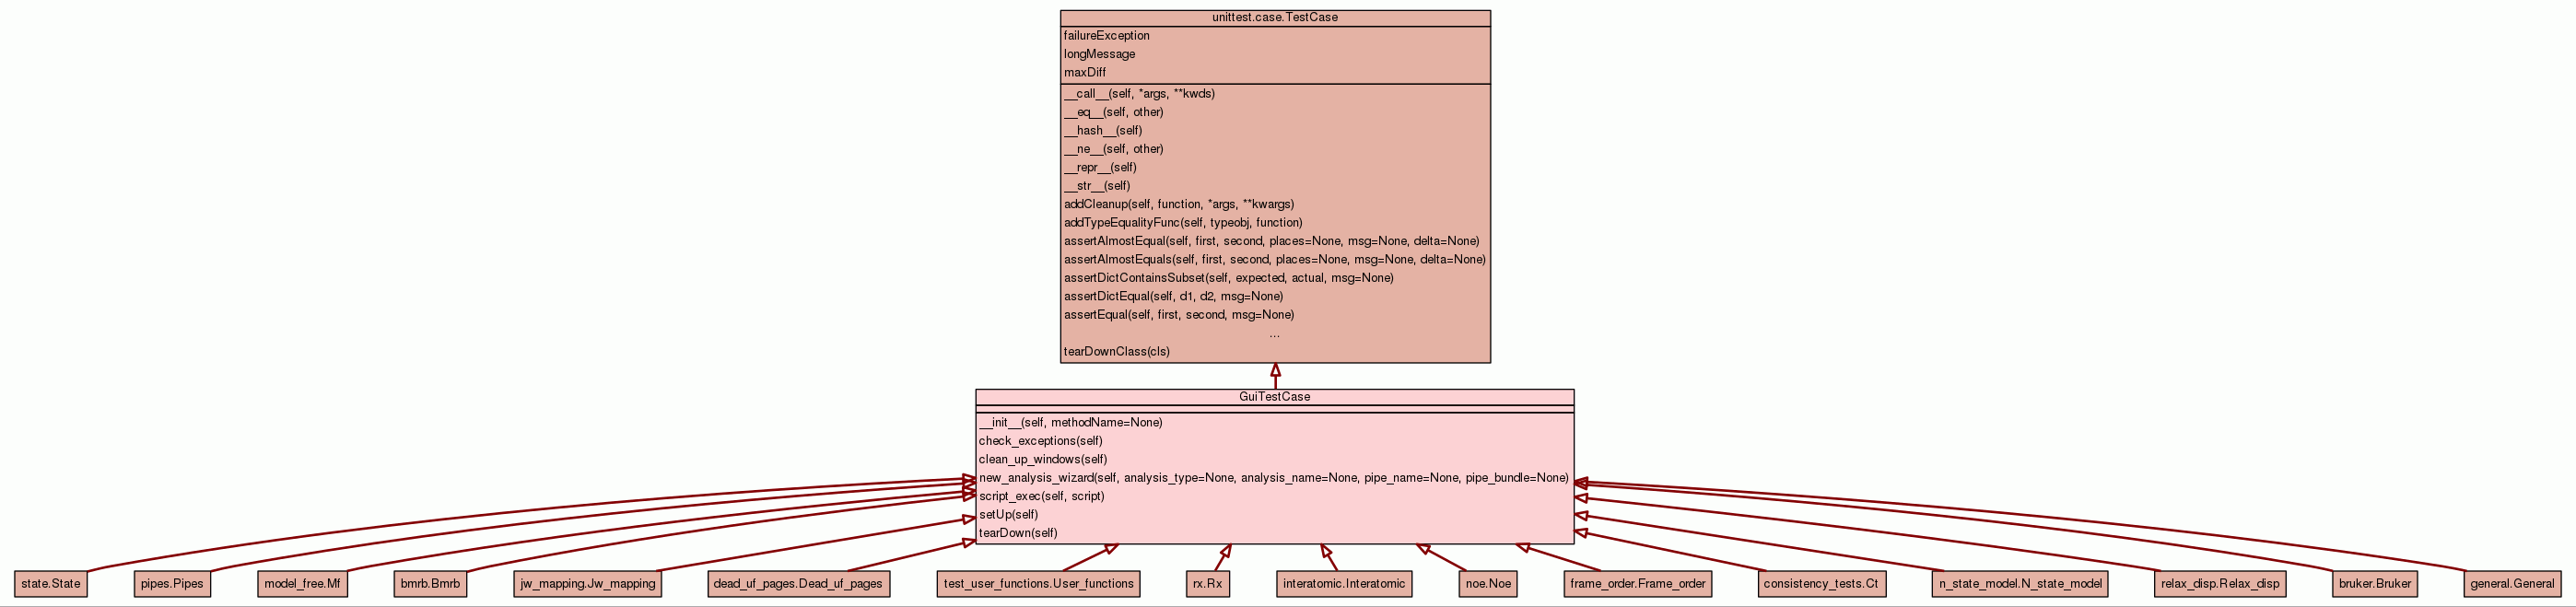 unittest.case.TestCase
failureException
longMessage
maxDiff
__call__(self, *args, **kwds)
__eq__(self, other)
__hash__(self)
__ne__(self, other)
__repr__(self)
__str__(self)
addCleanup(self, function, *args, **kwargs)
addTypeEqualityFunc(self, typeobj, function)
assertAlmostEqual(self, first, second, places=None, msg=None, delta=None)
assertAlmostEquals(self, first, second, places=None, msg=None, delta=None)
assertDictContainsSubset(self, expected, actual, msg=None)
assertDictEqual(self, d1, d2, msg=None)
assertEqual(self, first, second, msg=None)
...
tearDownClass(cls)
GuiTestCase
__init__(self, methodName=None)
check_exceptions(self)
clean_up_windows(self)
new_analysis_wizard(self, analysis_type=None, analysis_name=None, pipe_name=None, pipe_bundle=None)
script_exec(self, script)
setUp(self)
tearDown(self)
state.State
pipes.Pipes
model_free.Mf
bmrb.Bmrb
jw_mapping.Jw_mapping
dead_uf_pages.Dead_uf_pages
test_user_functions.User_functions
rx.Rx
interatomic.Interatomic
noe.Noe
frame_order.Frame_order
consistency_tests.Ct
n_state_model.N_state_model
relax_disp.Relax_disp
bruker.Bruker
general.General